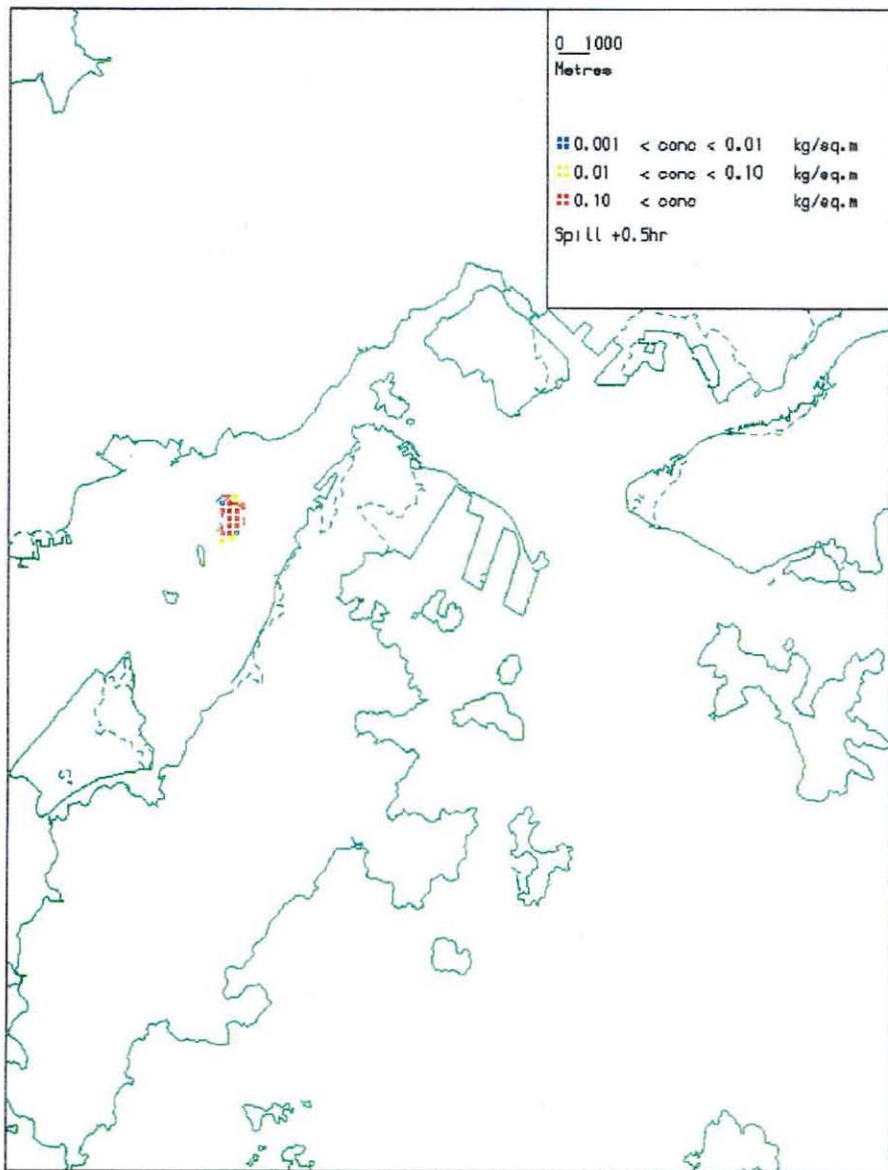 0 1000
Metres
0.001 < conc < 0.01 kg/sq.m
0.01 < conc < 0.10 kg/sq.m
0.10 < conc kg/sq.m
Spill +0.5hr